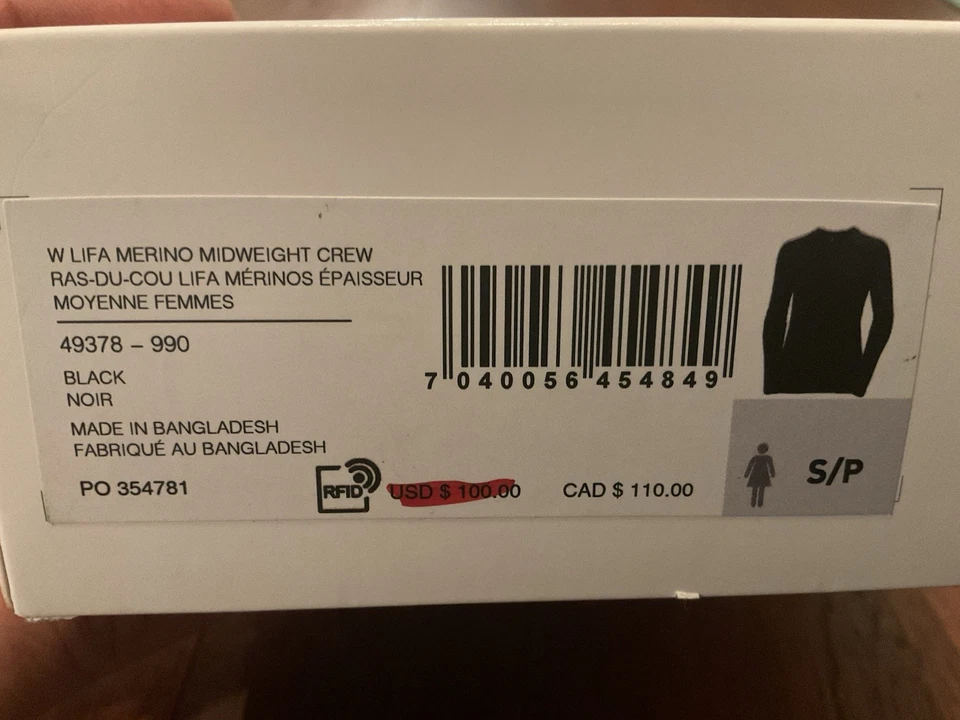 W LIFA MERINO MIDWEIGHT CREW
RAS-DU-COU LIFA MÉRINOS ÉPAISSEUR
MOYENNE FEMMES
49378 – 990
BLACK
NOIR
MADE IN BANGLADESH
FABRIQUÉ AU BANGLADESH
PO 354781
RFID
USD $ 100.00
CAD $ 110.00
7 040056 454849
S/P